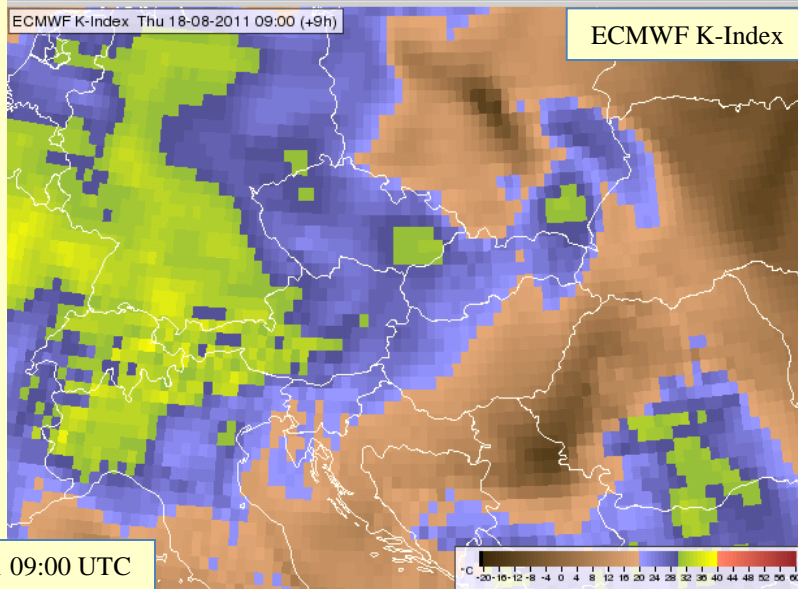 ECMWF K-Index Thu 18-08-2011 09:00 (+9h)
ECMWF K-Index
09:00 UTC
°C
-20 -16 -12 -8 -4 0 4 8 12 16 20 24 28 30 32 36 40 44 48 52 56 60